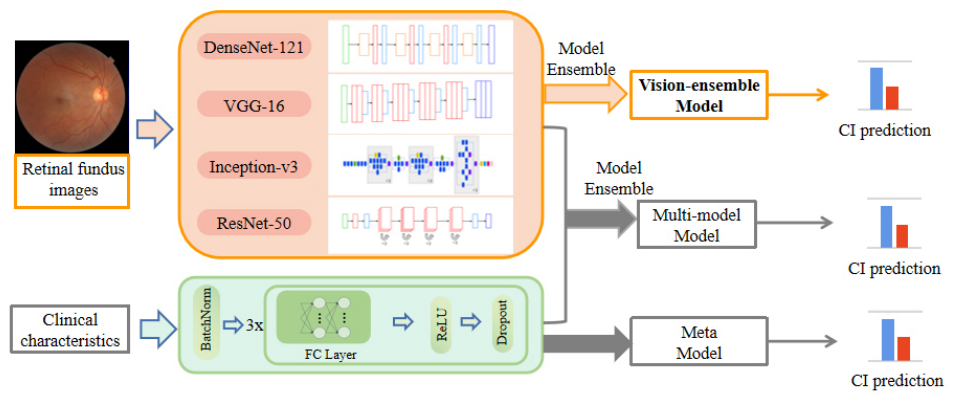 DenseNet-121
VGG-16
Inception-v3
ResNet-50
Retinal fundus
images
Model
Ensemble
Vision-ensemble
Model
CI prediction
Model
Ensemble
Multi-model
Model
CI prediction
Clinical
characteristics
BatchNorm
3x
FC Layer
ReLU
Dropout
Meta
Model
CI prediction